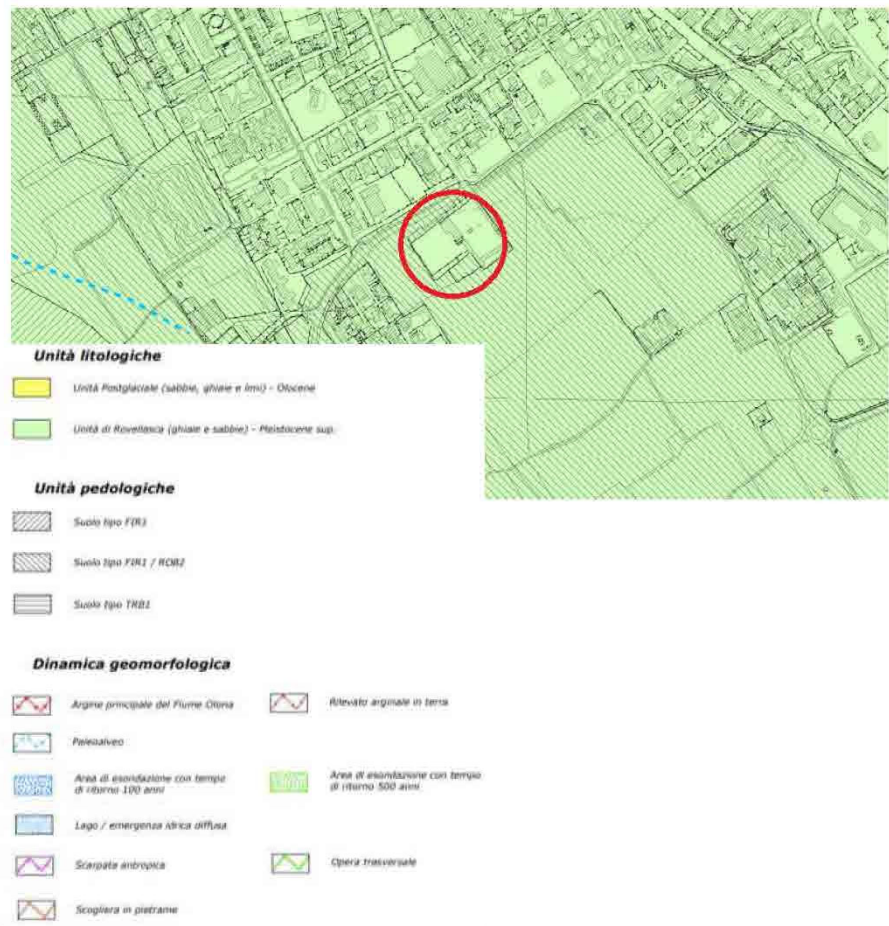 Unità litologiche
Unità Postglaciale (sabbie, ghiaie e limi) - Olocene
Unità di Rovellasca (ghiaie e sabbie) - Pleistocene sup.
Unità pedologiche
Suolo tipo
Suolo tipo FIR1 / ROB2
Suolo tipo TRB1
Dinamica geomorfologica
Argine principale del Fiume Olona
Rilevato arginale in terra
Paleoalveo
Area di esondazione con tempo
di ritorno 100 anni
Area di esondazione con tempo
di ritorno 500 anni
Lago / emergenza idrica diffusa
Scarpata antropica
Opera trasversale
Scogliera in pietrame